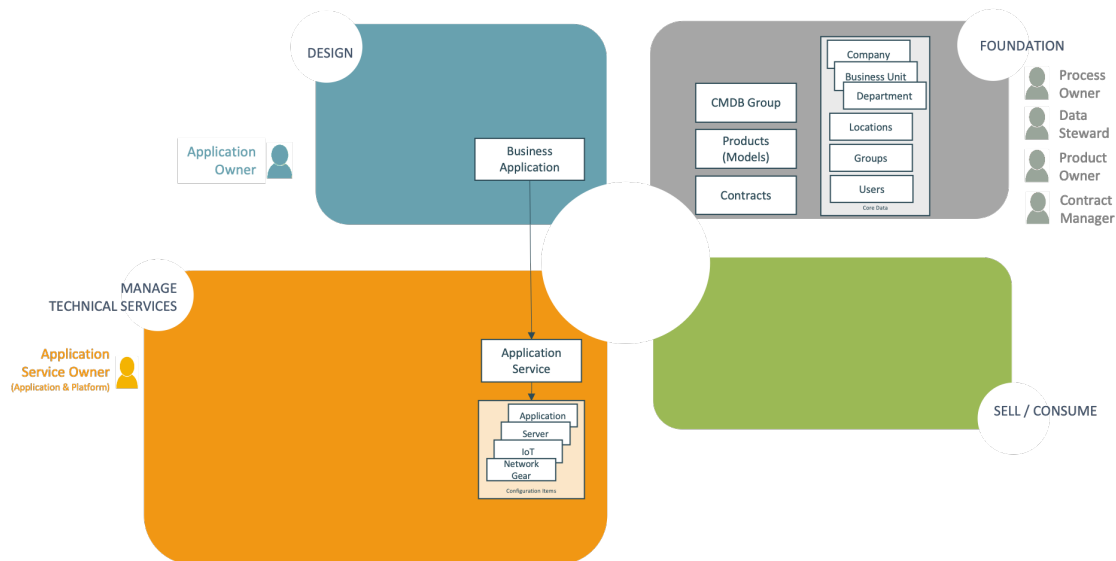 DESIGN
Application
Owner
Business
Application
FOUNDATION
Company
Business Unit
Department
Locations
Groups
Users
Core Data
CMDB Group
Products
(Models)
Contracts
Process
Owner
Data
Steward
Product
Owner
Contract
Manager
MANAGE
TECHNICAL SERVICES
Application
Service Owner
(Application & Platform)
Application
Service
Application
Server
IoT
Network
Gear
Configuration Items
SELL / CONSUME